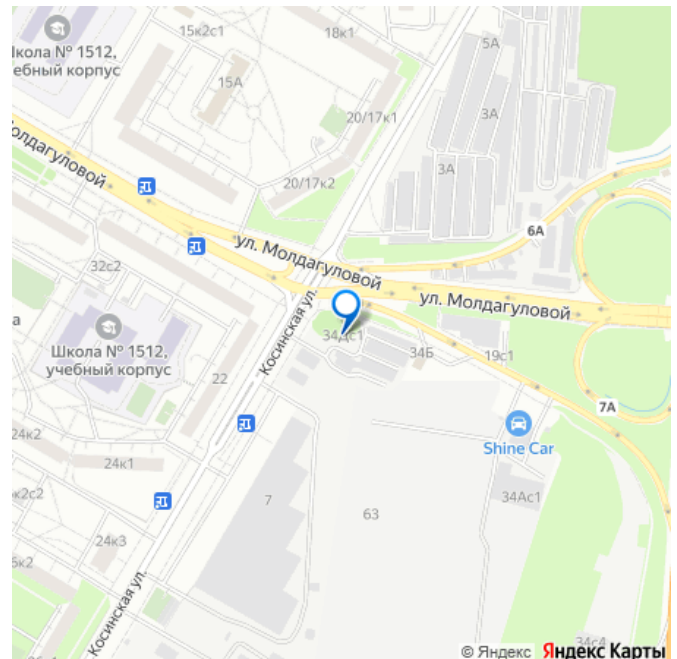 15к2с1
18к1
5А
Школа № 1512,
учебный корпус
15А
20/17к1
3А
3А
Молдагуловой
20/17к2
6А
ул. Молдагуловой
32с2
ул. Молдагуловой
Косинская ул.
34Дс1
а
Школа № 1512,
учебный корпус
34Б
19с1
22
7А
Shine Car
24к2
24к1
34Ас1
7
63
24к3
Косинская ул.
34с4
© Яндекс Яндекс Карты